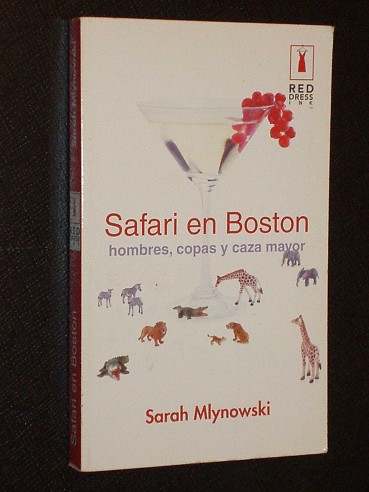 RED
DRESS
INK
Safari en Boston
hombres, copas y caza mayor
Sarah Mlynowski
Sarah Mlynowski
Safari en Boston